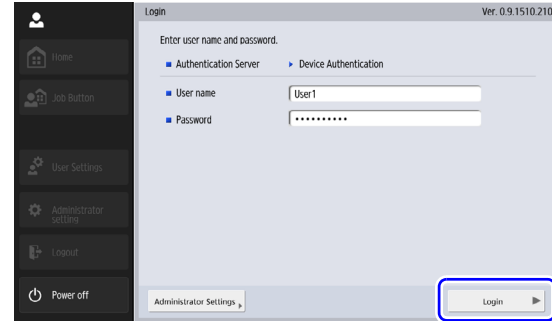 Login
Ver. 0.9.1510.210
Enter user name and password.
Authentication Server
Device Authentication
User name
User1
Password
••••••••••
Home
Job Button
User Settings
Administrator
setting
Logout
Power off
Administrator Settings
Login